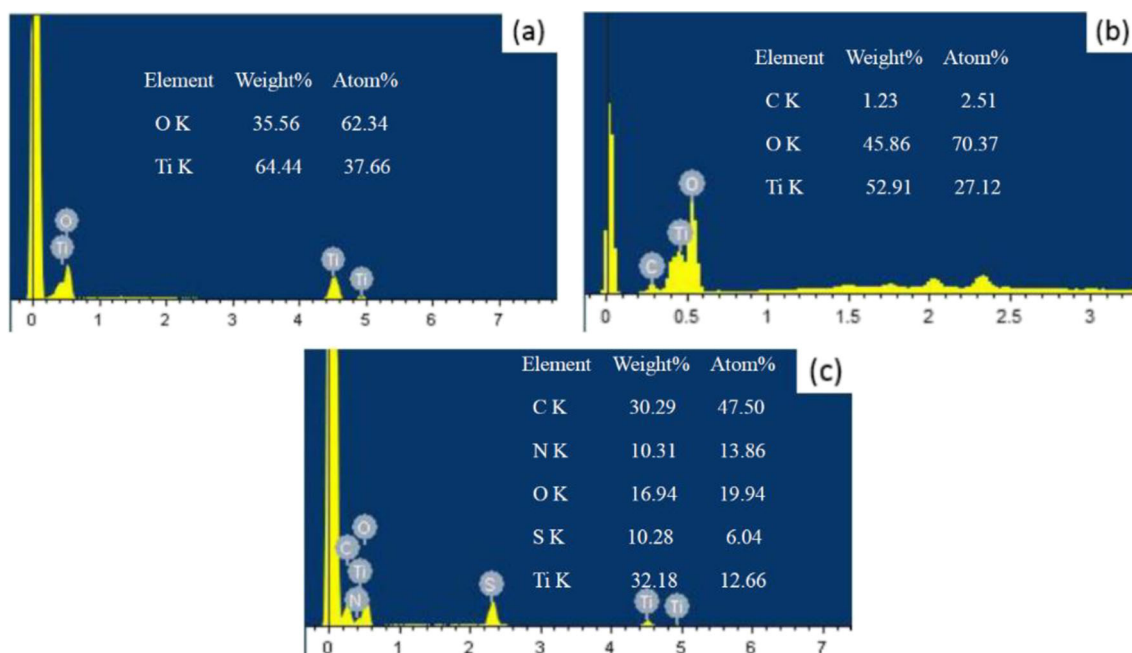 (a)
Element Weight% Atom%
O K 35.56 62.34
Ti K 64.44 37.66
O
Ti
Ti
Ti
0 1 2 3 4 5 6 7
(b)
Element Weight% Atom%
C K 1.23 2.51
O K 45.86 70.37
Ti K 52.91 27.12
O
Ti
C
0 0.5 1 1.5 2 2.5 3
(c)
Element Weight% Atom%
C K 30.29 47.50
N K 10.31 13.86
O K 16.94 19.94
S K 10.28 6.04
Ti K 32.18 12.66
O
C
Ti
N
S
Ti
Ti
0 1 2 3 4 5 6 7